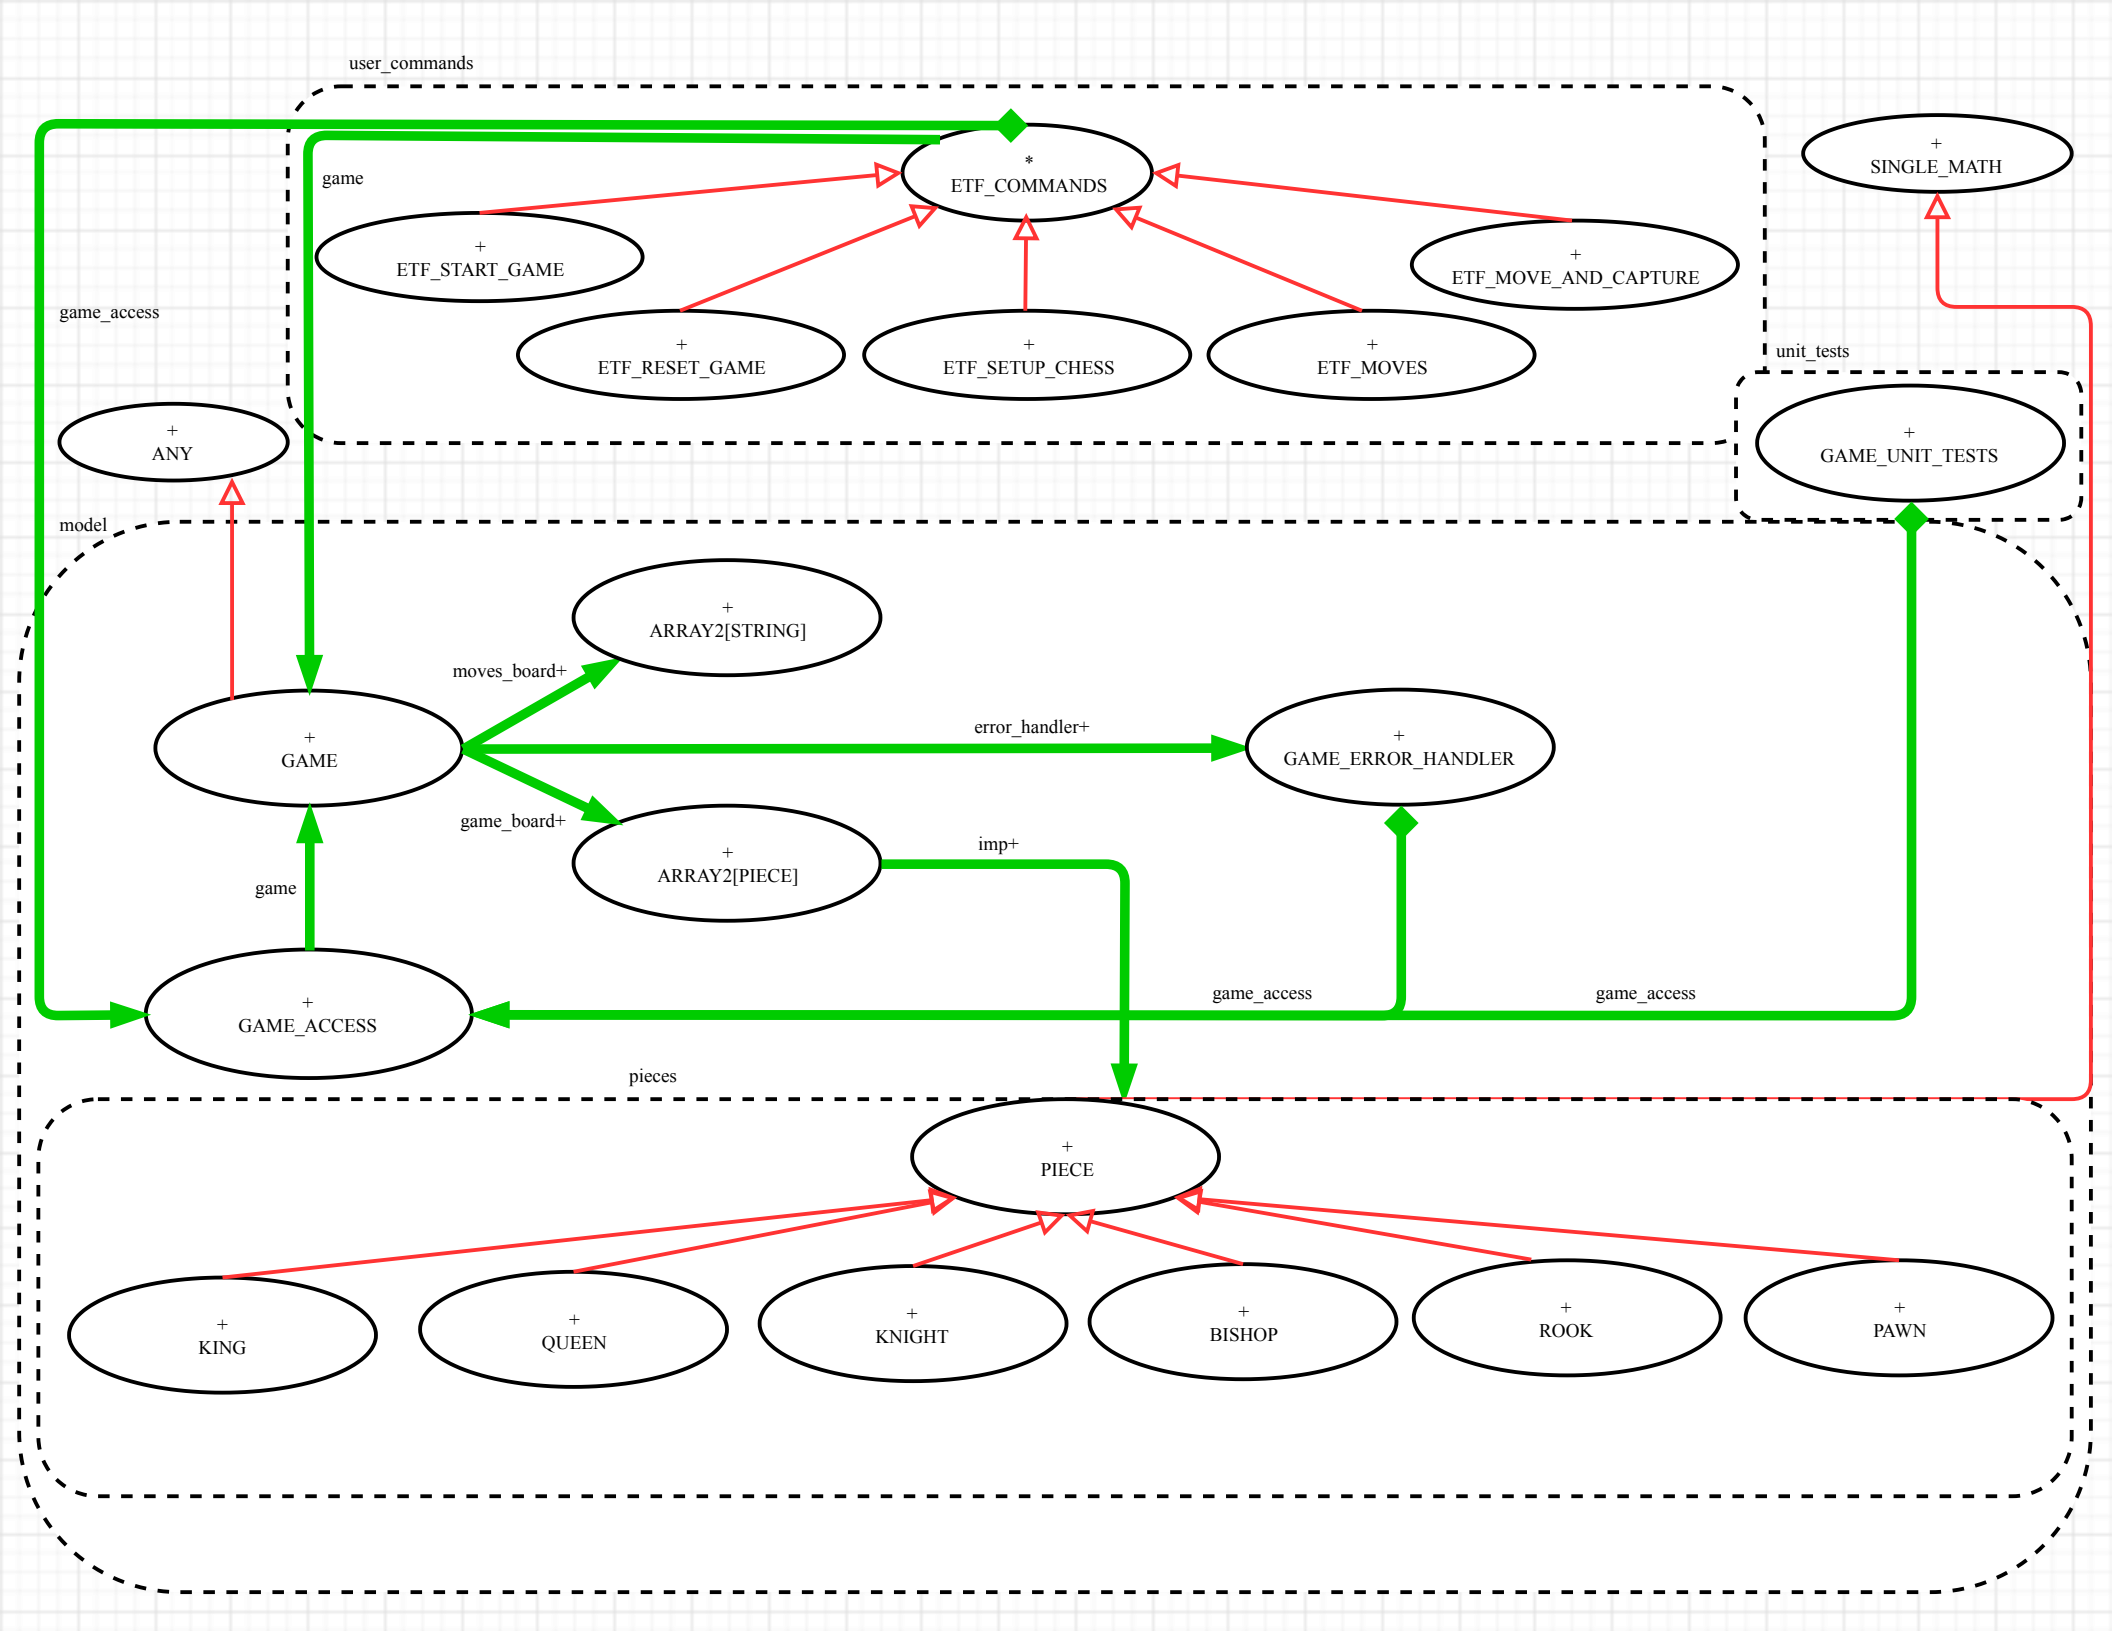 user_commands
*
ETF_COMMANDS
+
SINGLE_MATH
game
+
ETF_START_GAME
+
ETF_MOVE_AND_CAPTURE
game_access
+
ETF_RESET_GAME
+
ETF_SETUP_CHESS
+
ETF_MOVES
unit_tests
+
ANY
+
GAME_UNIT_TESTS
model
+
ARRAY2[STRING]
moves_board+
+
GAME
error_handler+
+
GAME_ERROR_HANDLER
game_board+
+
ARRAY2[PIECE]
imp+
game
+
GAME_ACCESS
game_access
game_access
pieces
+
PIECE
+
KING
+
QUEEN
+
KNIGHT
+
BISHOP
+
ROOK
+
PAWN